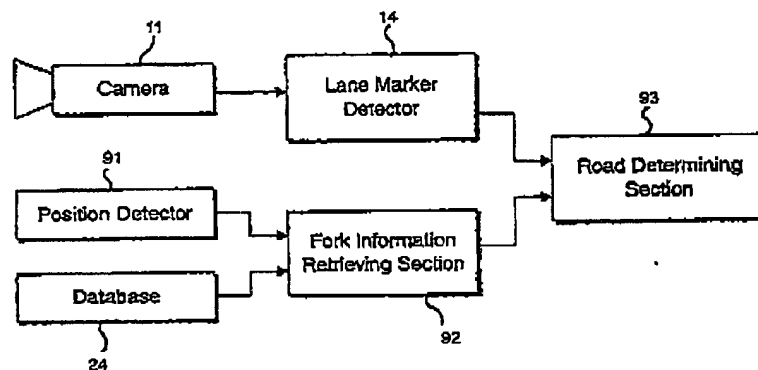 11
Camera
14
Lane Marker
Detector
93
Road Determining
Section
91
Position Detector
Fork Information
Retrieving Section
92
Database
24